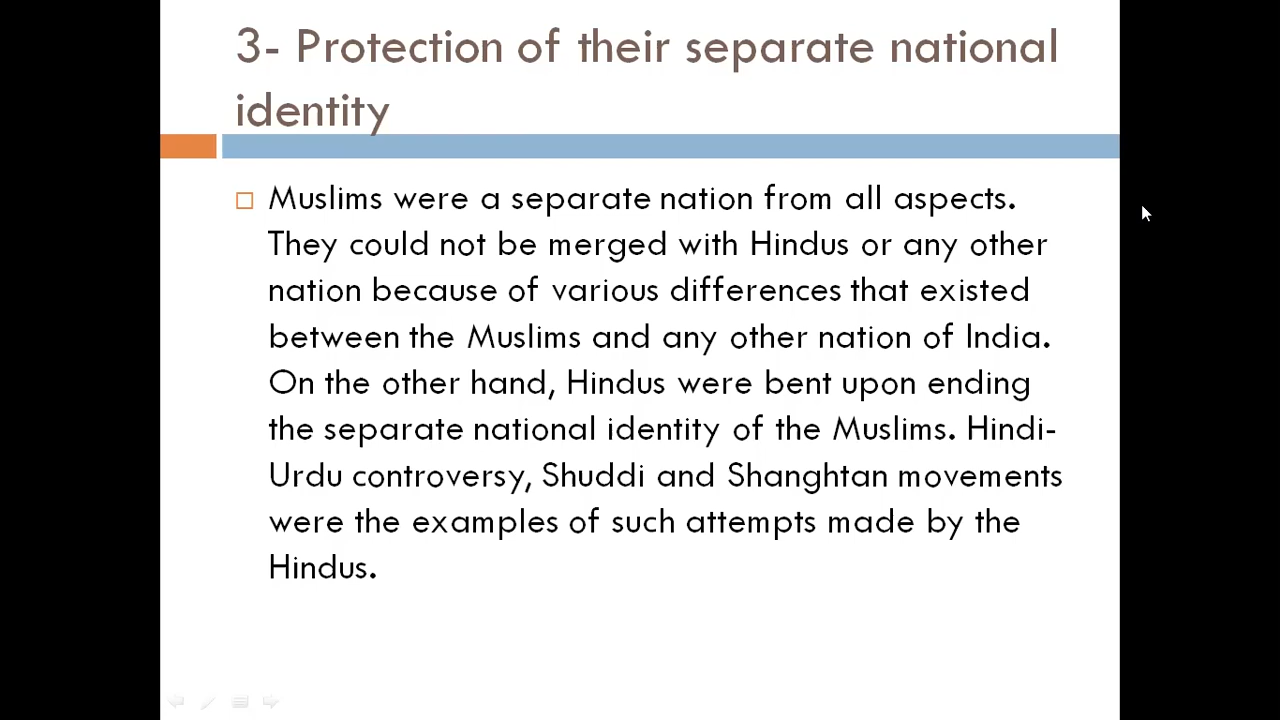 3- Protection of their separate national
identity
Muslims were a separate nation from all aspects.
They could not be merged with Hindus or any other
nation because of various differences that existed
between the Muslims and any other nation of India.
On the other hand, Hindus were bent upon ending
the separate national identity of the Muslims. Hindi-
Urdu controversy, Shuddi and Shanghtan movements
were the examples of such attempts made by the
Hindus.